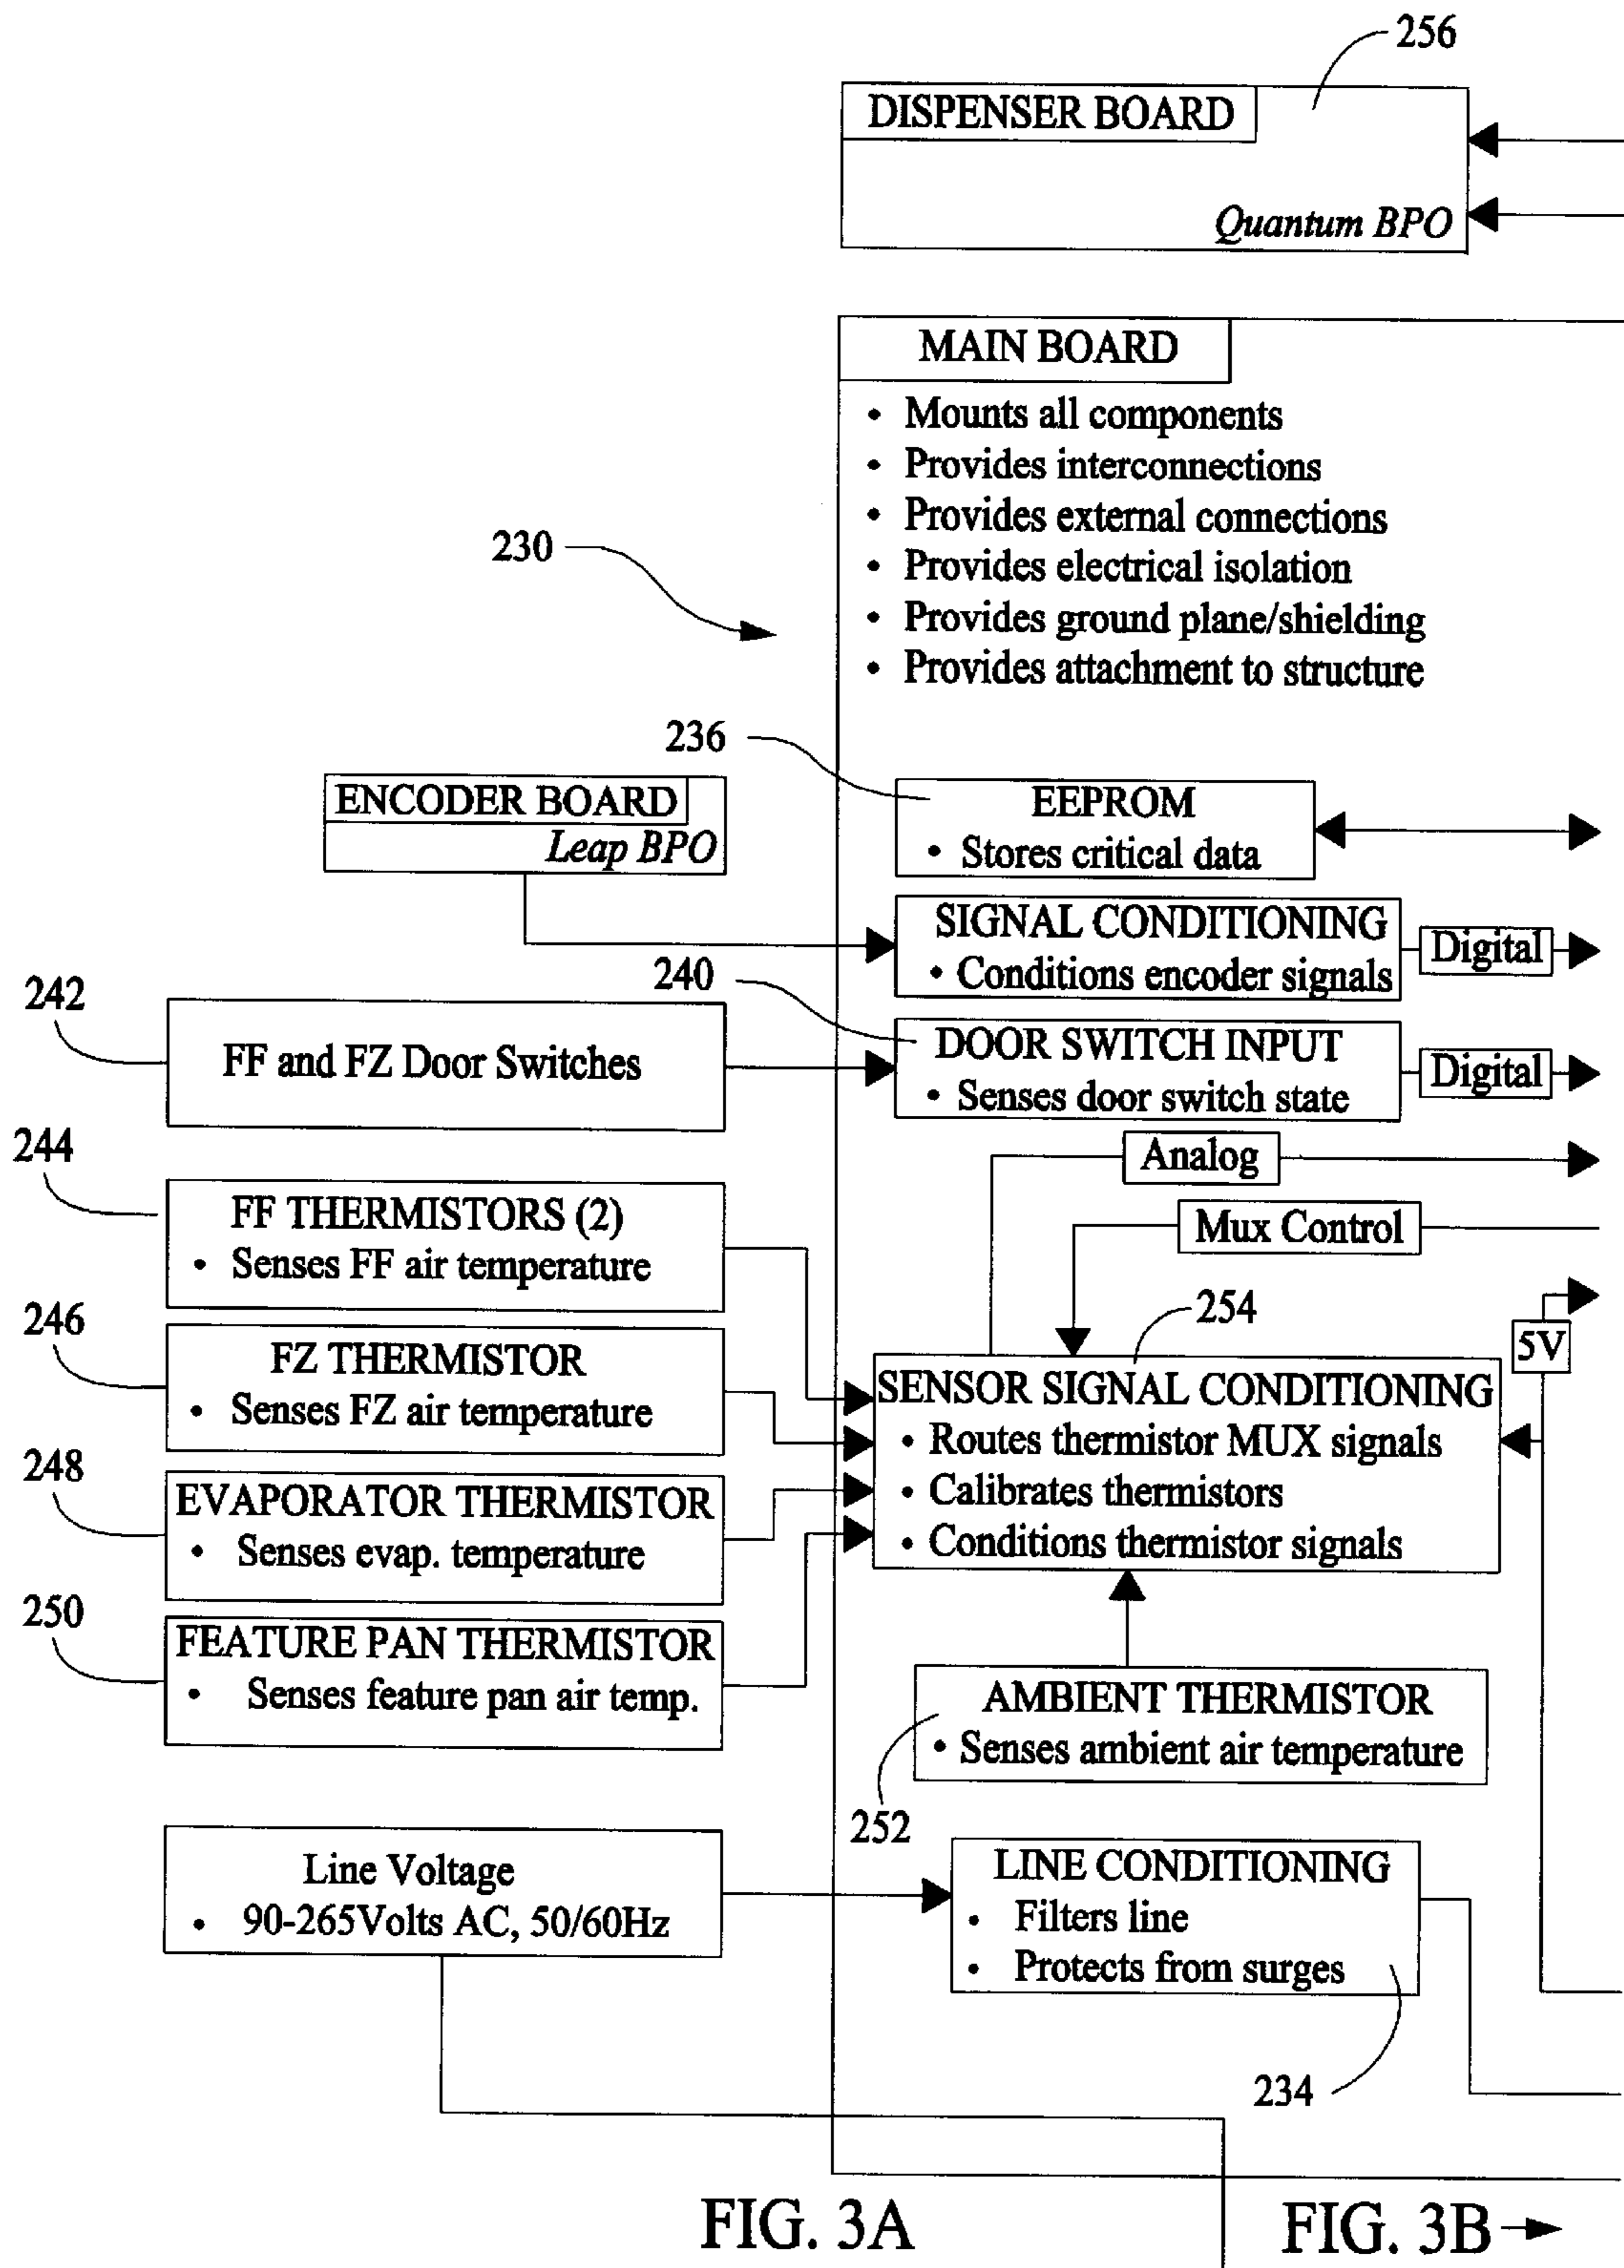 256
DISPENSER BOARD
Quantum BPO
MAIN BOARD
• Mounts all components
• Provides interconnections
• Provides external connections
230
• Provides electrical isolation
• Provides ground plane/shielding
• Provides attachment to structure
236
ENCODER BOARD
Leap BPO
EEPROM
• Stores critical data
SIGNAL CONDITIONING
• Conditions encoder signals
Digital
240
242
FF and FZ Door Switches
DOOR SWITCH INPUT
• Senses door switch state
Digital
244
Analog
FF THERMISTORS (2)
• Senses FF air temperature
Mux Control
246
254
5V
FZ THERMISTOR
• Senses FZ air temperature
SENSOR SIGNAL CONDITIONING
• Routes thermistor MUX signals
• Calibrates thermistors
• Conditions thermistor signals
248
EVAPORATOR THERMISTOR
• Senses evap. temperature
250
FEATURE PAN THERMISTOR
• Senses feature pan air temp.
AMBIENT THERMISTOR
• Senses ambient air temperature
252
Line Voltage
• 90-265Volts AC, 50/60Hz
LINE CONDITIONING
• Filters line
• Protects from surges
234
FIG. 3A
FIG. 3B